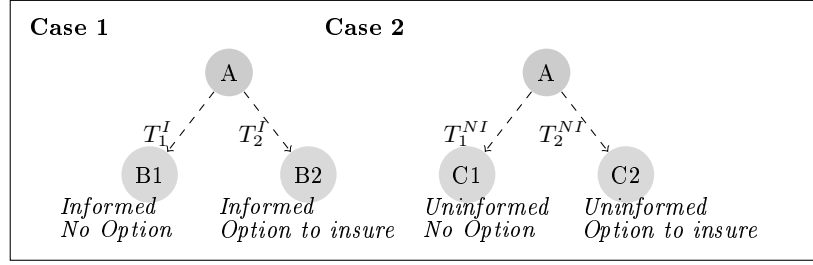 Case 1
Case 2
A
A
T_1^I
T_2^I
T_1^{NI}
T_2^{NI}
B1
B2
C1
C2
Informed
No Option
Informed
Option to insure
Uninformed
No Option
Uninformed
Option to insure